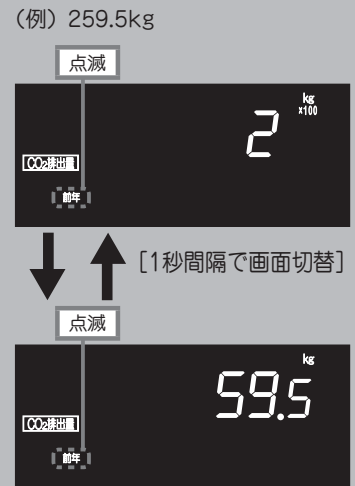 (例) 259.5kg
点滅
kg
×100
2
CO2排出量
前年
[1秒間隔で画面切替]
点滅
kg
59.5
CO2排出量
前年